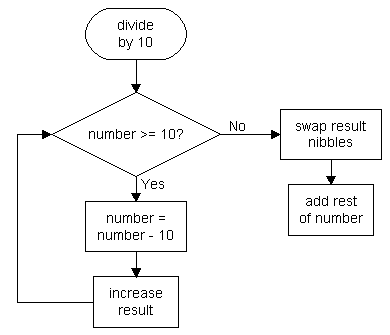 divide
by 10
number >= 10?
No
swap result
nibbles
Yes
add rest
of number
number =
number - 10
increase
result